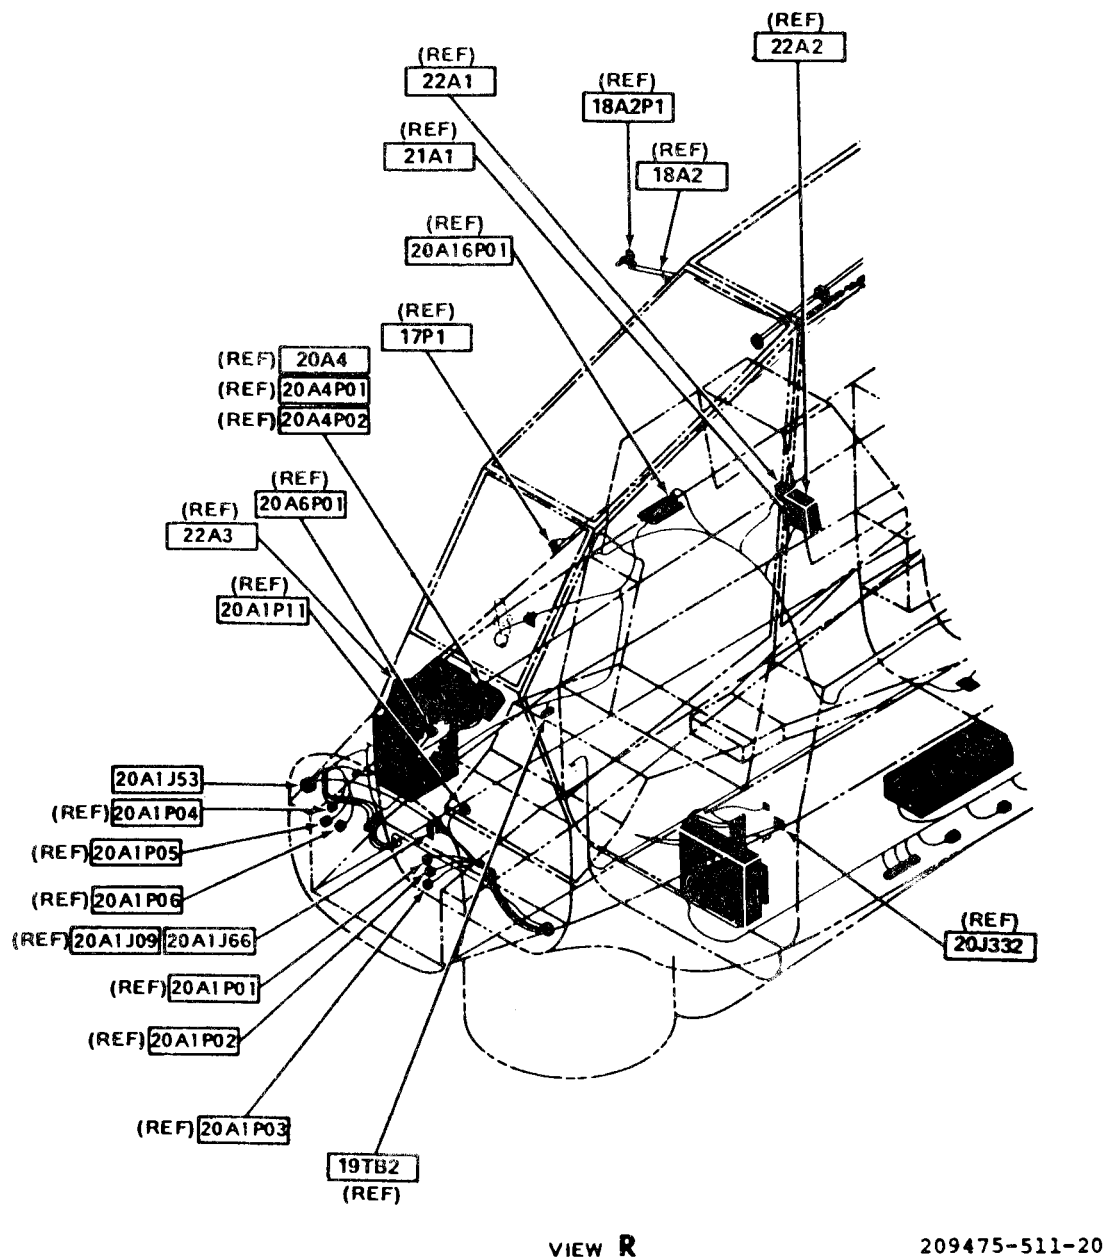 (REF)
22A2
(REF)
22A1
(REF)
18A2P1
(REF)
21A1
(REF)
18A2
(REF)
20A16P01
(REF)
17P1
(REF) 20A4
(REF) 20A4P01
(REF) 20A4P02
(REF)
20A6P01
(REF)
22A3
(REF)
20A1P11
20A1J53
(REF) 20A1P04
(REF) 20A1P05
(REF) 20A1P06
(REF) 20A1J09 20A1J66
(REF)
20J332
(REF) 20A1P01
(REF) 20A1P02
(REF) 20A1P03
19TB2
(REF)
VIEW R
209475-511-20